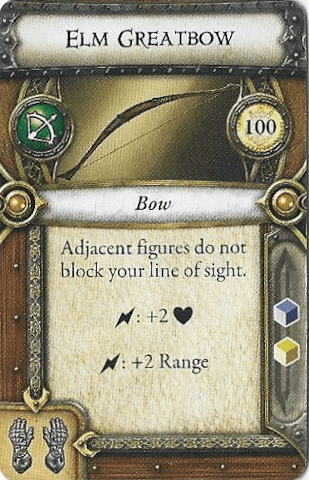 Elm Greatbow
100
Bow
Adjacent figures do not
block your line of sight.
: +2
: +2 Range